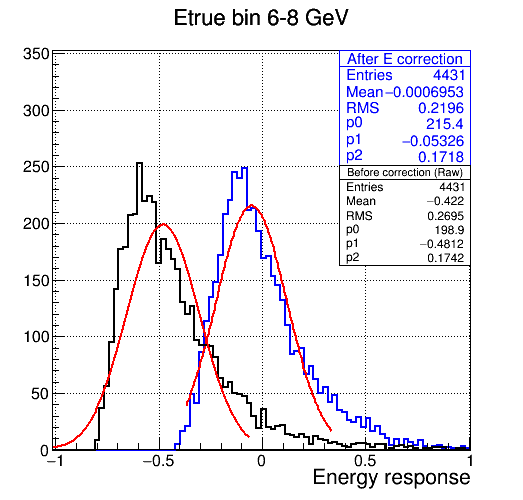 Etrue bin 6-8 GeV
After E correction
Entries 4431
Mean −0.0006953
RMS 0.2196
p0 215.4
p1 −0.05326
p2 0.1718
Before correction (Raw)
Entries 4431
Mean −0.422
RMS 0.2695
p0 198.9
p1 −0.4812
p2 0.1742
350
300
250
200
150
100
50
0
−1 −0.5 0 0.5 1
Energy response